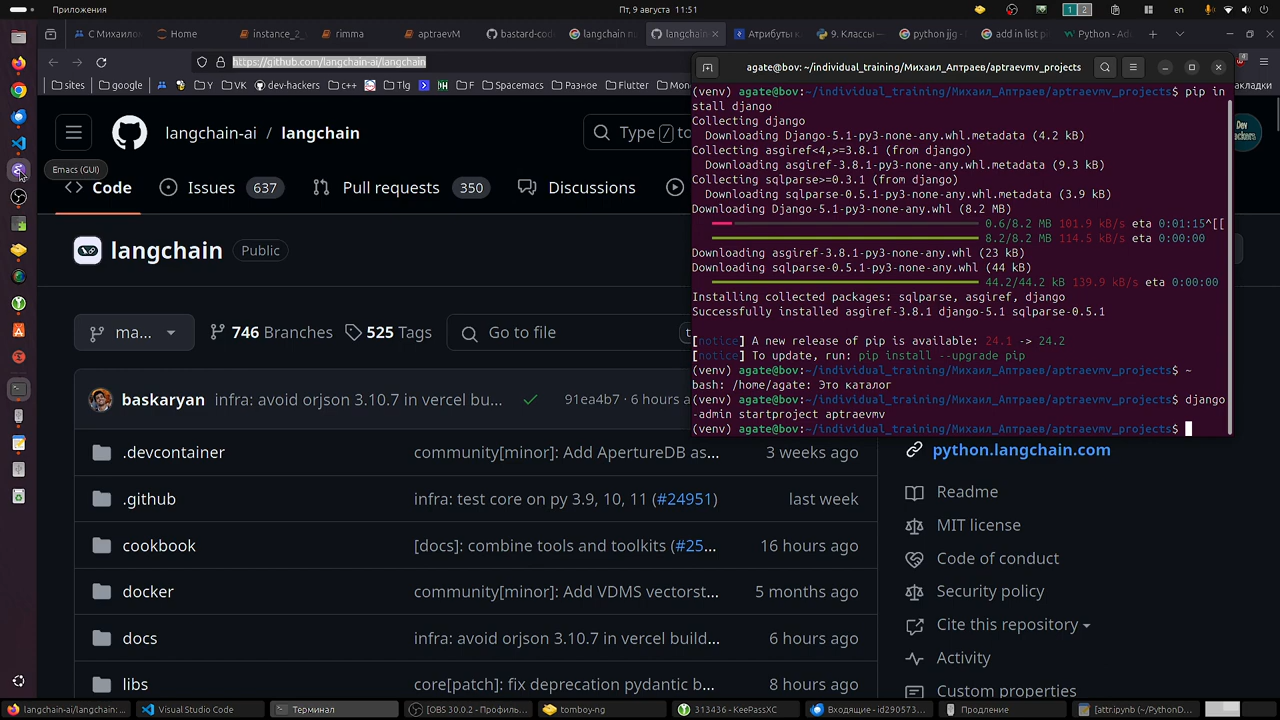 Приложения
Пт, 9 августа 11:51
1 2
en
С Михаилом
Home
instance_2_
rimma
aptraevM
bastard-cod
langchain пи
langchain
Атрибуты к
9. Классы —
python jjg
add in list p
Python - Ad
https://github.com/langchain-ai/langchain
sites
google
Y
VK
dev-hackers
c++
Tlg
F
Spacemacs
Разное
Flutter
Mon
закладки
agate@bov: ~/individual_training/Михаил_Аптраев/aptraevmv_projects
langchain-ai / langchain
Type / to
Dev Hackers
Emacs (GUI)
Code
Issues 637
Pull requests 350
Discussions
langchain
Public
ma...
746 Branches
525 Tags
Go to file
t
baskaryan
infra: avoid orjson 3.10.7 in vercel bu...
91ea4b7 · 6 hours a
.devcontainer
community[minor]: Add ApertureDB as...
3 weeks ago
.github
infra: test core on py 3.9, 10, 11 (#24951)
last week
cookbook
[docs]: combine tools and toolkits (#25...
16 hours ago
docker
community[minor]: Add VDMS vectorst...
5 months ago
docs
infra: avoid orjson 3.10.7 in vercel build...
6 hours ago
libs
core[patch]: fix deprecation pydantic b...
8 hours ago
(venv) agate@bov:~/individual_training/Михаил_Аптраев/aptraevmv_projects$ pip in
stall django
Collecting django
Downloading Django-5.1-py3-none-any.whl.metadata (4.2 kB)
Collecting asgiref<4,>=3.8.1 (from django)
Downloading asgiref-3.8.1-py3-none-any.whl.metadata (9.3 kB)
Collecting sqlparse>=0.3.1 (from django)
Downloading sqlparse-0.5.1-py3-none-any.whl.metadata (3.9 kB)
Downloading Django-5.1-py3-none-any.whl (8.2 MB)
0.6/8.2 MB 101.9 kB/s eta 0:01:15^[[
8.2/8.2 MB 114.5 kB/s eta 0:00:00
Downloading asgiref-3.8.1-py3-none-any.whl (23 kB)
Downloading sqlparse-0.5.1-py3-none-any.whl (44 kB)
44.2/44.2 kB 139.9 kB/s eta 0:00:00
Installing collected packages: sqlparse, asgiref, django
Successfully installed asgiref-3.8.1 django-5.1 sqlparse-0.5.1
[notice] A new release of pip is available: 24.1 -> 24.2
[notice] To update, run: pip install --upgrade pip
(venv) agate@bov:~/individual_training/Михаил_Аптраев/aptraevmv_projects$ ~
bash: /home/agate: Это каталог
(venv) agate@bov:~/individual_training/Михаил_Аптраев/aptraevmv_projects$ django
-admin startproject aptraevmv
(venv) agate@bov:~/individual_training/Михаил_Аптраев/aptraevmv_projects$
python.langchain.com
Readme
MIT license
Code of conduct
Security policy
Cite this repository
Activity
Custom properties
langchain-ai/langchain: ...
Visual Studio Code
Терминал
[OBS 30.0.2 - Профиль...
tomboy-ng
313436 - KeePassXC
Входящие - id290573...
Продление
[attri.ipynb (~/PythonD...